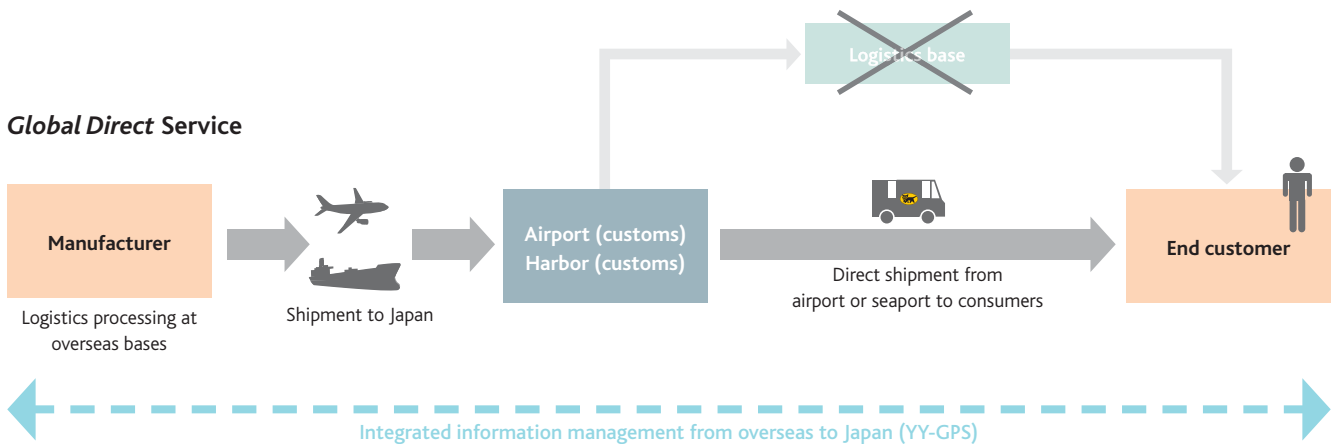 Logistics base
Global Direct Service
Manufacturer
Airport (customs)
Harbor (customs)
End customer
Logistics processing at
overseas bases
Shipment to Japan
Direct shipment from
airport or seaport to consumers
Integrated information management from overseas to Japan (YY-GPS)